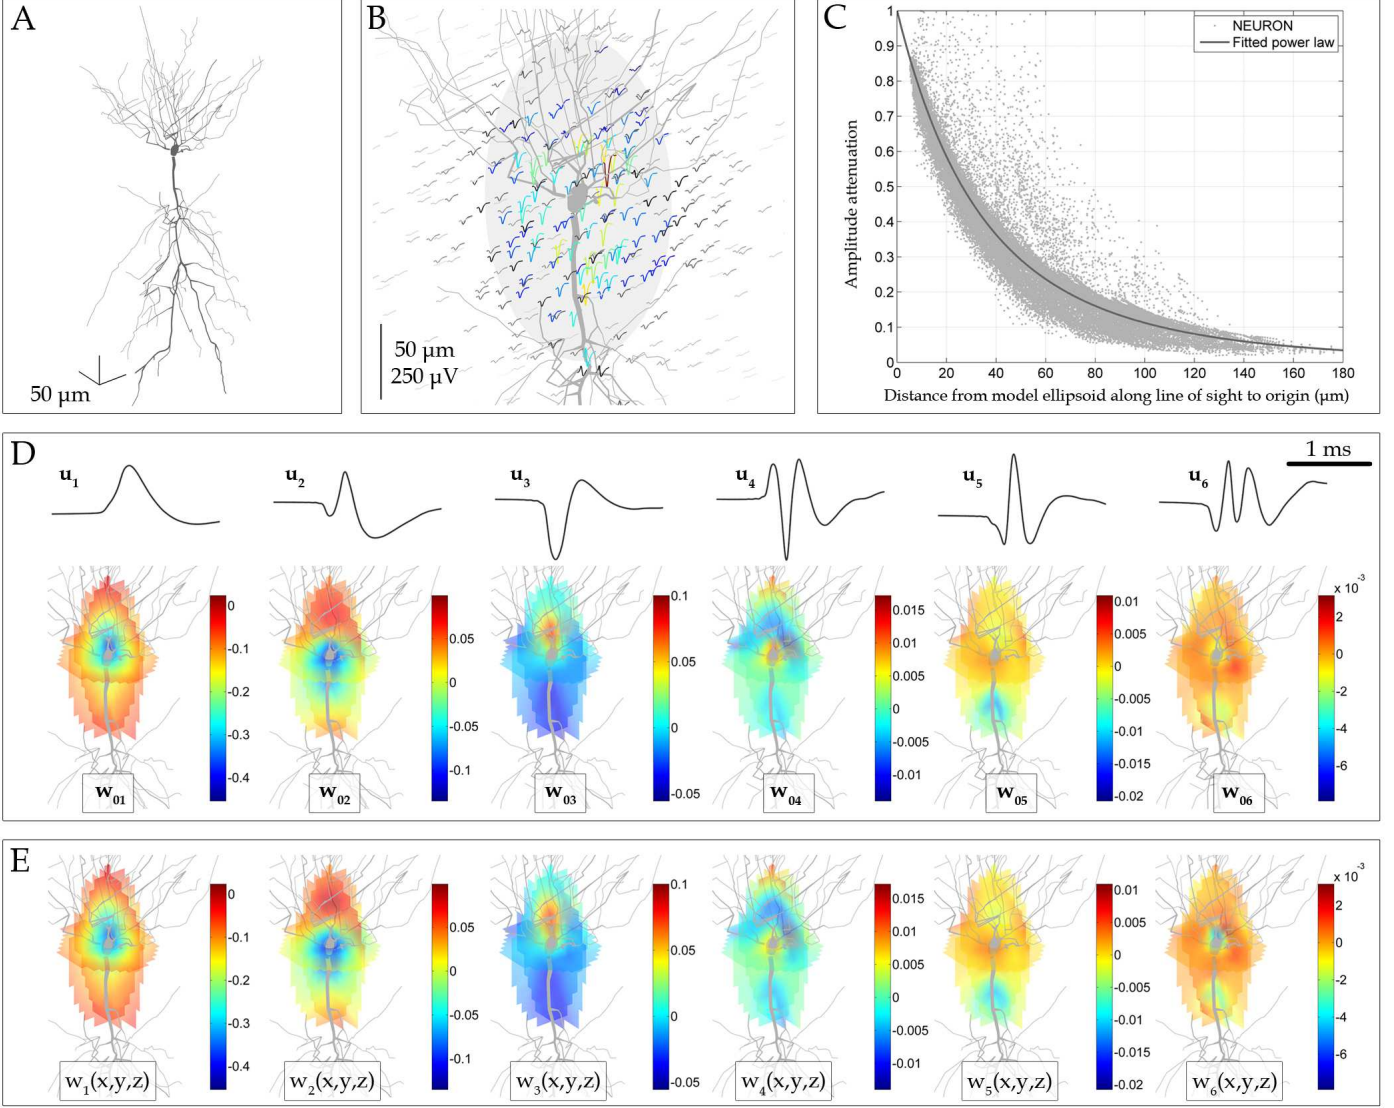 A
50 µm
B
50 µm
250 µV
C
NEURON
Fitted power law
Amplitude attenuation
1
0.9
0.8
0.7
0.6
0.5
0.4
0.3
0.2
0.1
0
0 20 40 60 80 100 120 140 160 180
Distance from model ellipsoid along line of sight to origin (µm)
D
u1 u2 u3 u4 u5 u6
1 ms
0
-0.1
-0.2
-0.3
-0.4
w01
0.05
0
-0.05
-0.1
w02
0.1
0.05
0
-0.05
w03
0.015
0.010
0.005
0
-0.005
-0.01
w04
0.01
0.005
0
-0.005
-0.01
-0.015
-0.02
w05
x 10-3
2
0
-2
-4
-6
w06
E
0
-0.1
-0.2
-0.3
-0.4
w1(x,y,z)
0.05
0
-0.05
-0.1
w2(x,y,z)
0.1
0.05
0
-0.05
w3(x,y,z)
0.015
0.010
0.005
0
-0.005
-0.01
w4(x,y,z)
0.01
0.005
0
-0.005
-0.01
-0.015
-0.02
w5(x,y,z)
x 10-3
2
0
-2
-4
-6
w6(x,y,z)